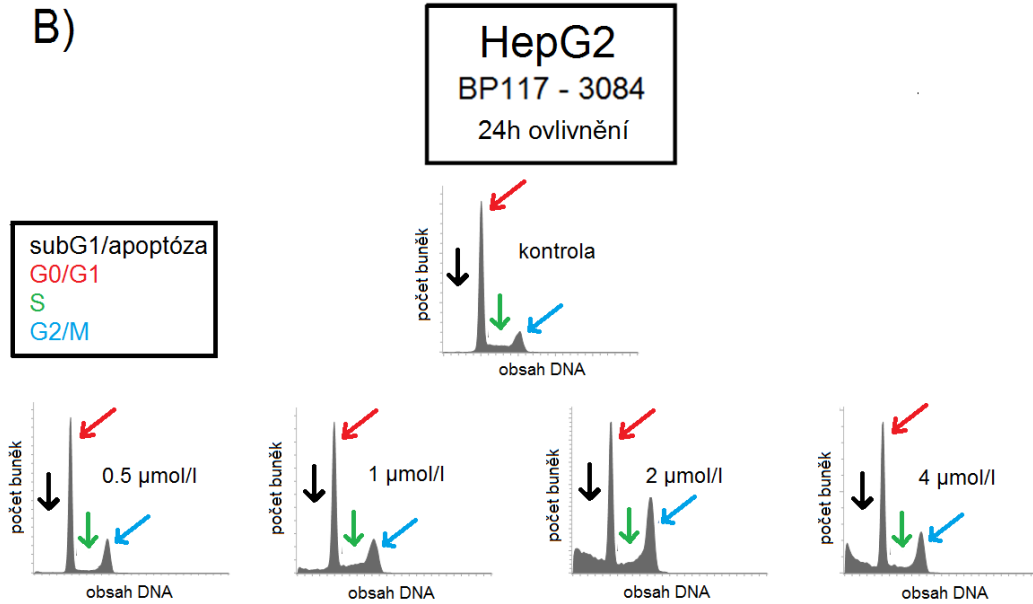 B)
HepG2
BP117 - 3084
24h ovlivnění
subG1/apoptóza
G0/G1
S
G2/M
počet buněk
kontrola
obsah DNA
počet buněk
0.5 µmol/l
obsah DNA
počet buněk
1 µmol/l
obsah DNA
počet buněk
2 µmol/l
obsah DNA
počet buněk
4 µmol/l
obsah DNA